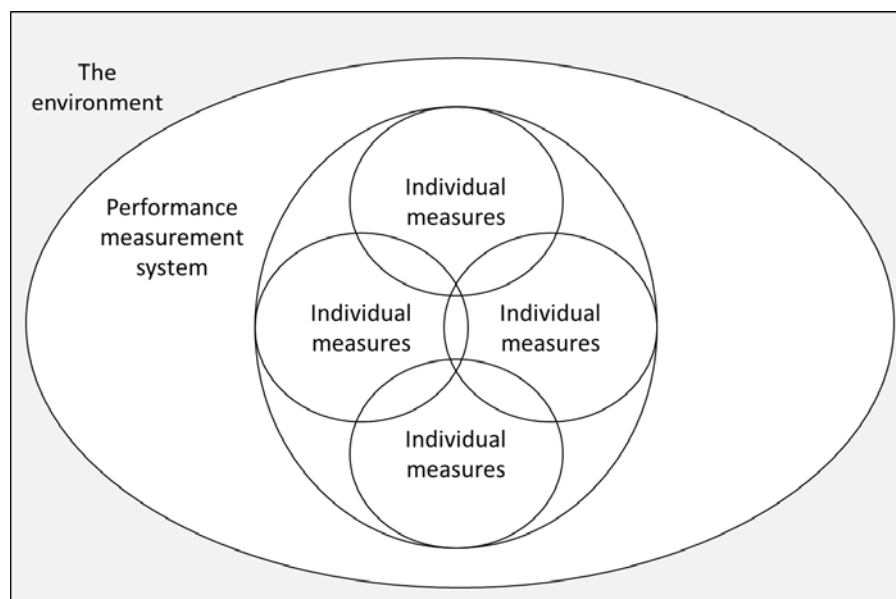 The
environment
Performance
measurement
system
Individual
measures
Individual
measures
Individual
measures
Individual
measures